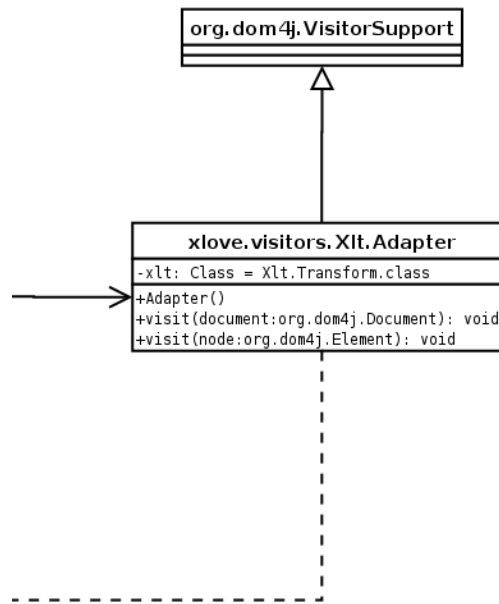 org.dom4j.VisitorSupport
xlove.visitors.Xlt.Adapter
-xlt: Class = Xlt.Transform.class
+Adapter()
+visit(document:org.dom4j.Document): void
+visit(node:org.dom4j.Element): void